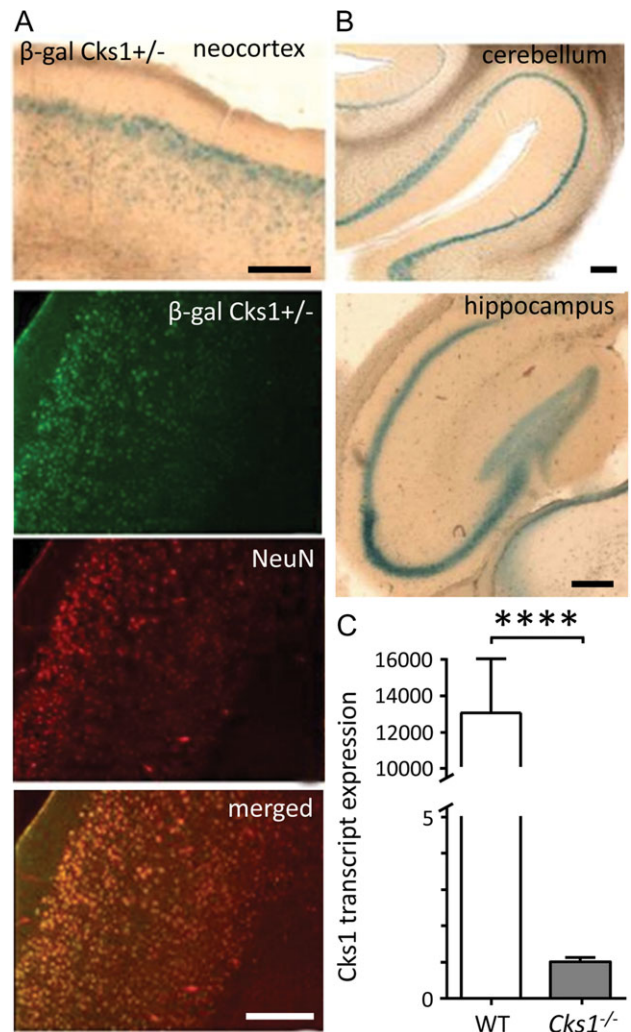 A
β-gal Cks1+/- neocortex
β-gal Cks1+/-
NeuN
merged
B
cerebellum
hippocampus
C
****
16000
14000
12000
10000
5
0
Cks1 transcript expression
WT Cks1-/-